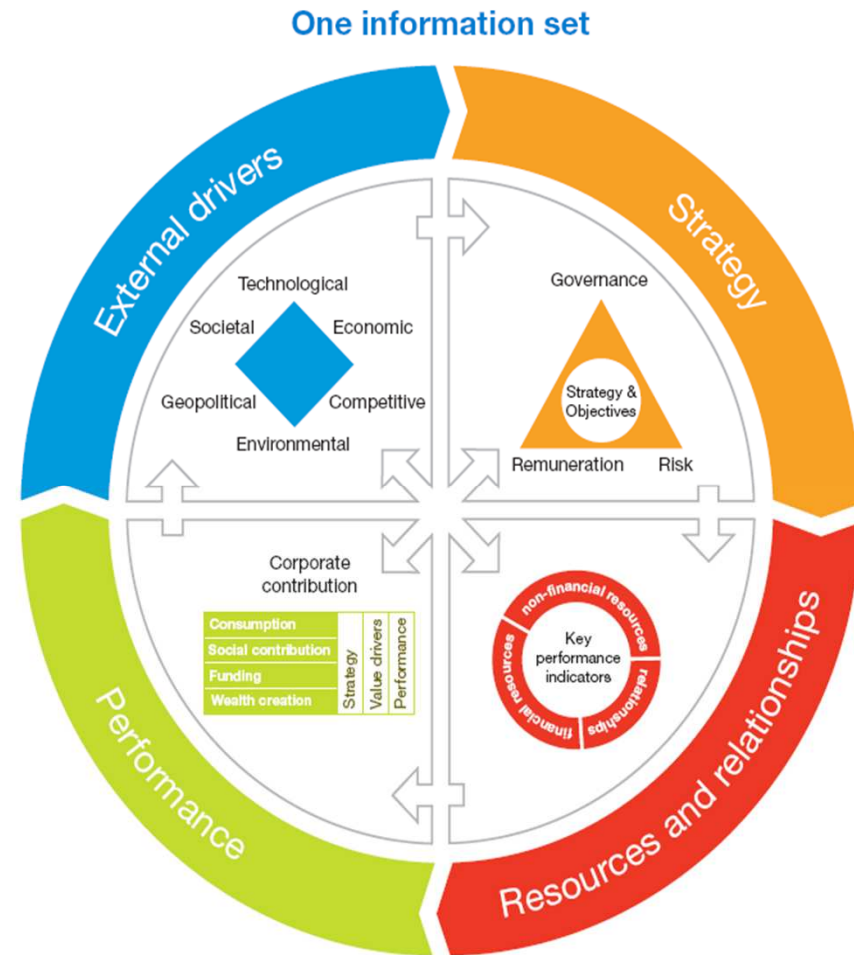 One information set
External drivers
Strategy
Technological
Societal
Economic
Geopolitical
Competitive
Environmental
Governance
Strategy &
Objectives
Remuneration
Risk
Corporate
contribution
Consumption
Social contribution
Funding
Wealth creation
Strategy
Value drivers
Performance
non-financial resources
Key
performance
indicators
financial resources
relationships
Performance
Resources and relationships